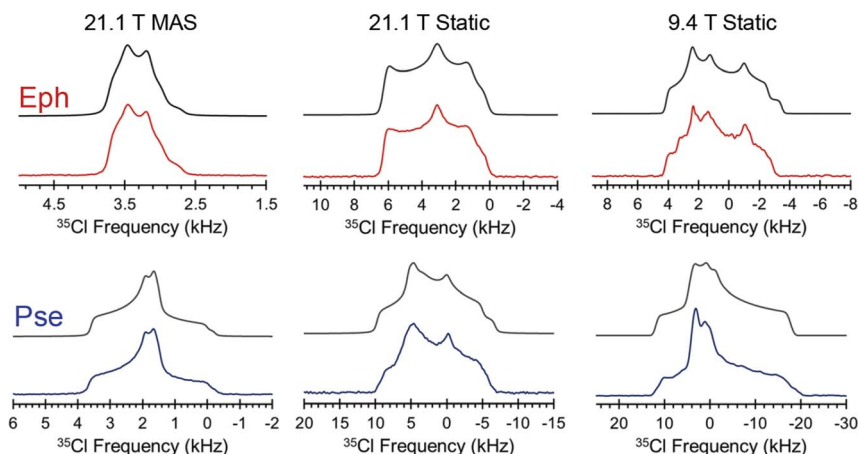 21.1 T MAS 21.1 T Static 9.4 T Static
Eph
4.5 3.5 2.5 1.5 10 8 6 4 2 0 -2 -4 8 6 4 2 0 -2 -4 -6 -8
³⁵Cl Frequency (kHz) ³⁵Cl Frequency (kHz) ³⁵Cl Frequency (kHz)
Pse
6 5 4 3 2 1 0 -1 -2 20 15 10 5 0 -5 -10 -15 20 10 0 -10 -20 -30
³⁵Cl Frequency (kHz) ³⁵Cl Frequency (kHz) ³⁵Cl Frequency (kHz)